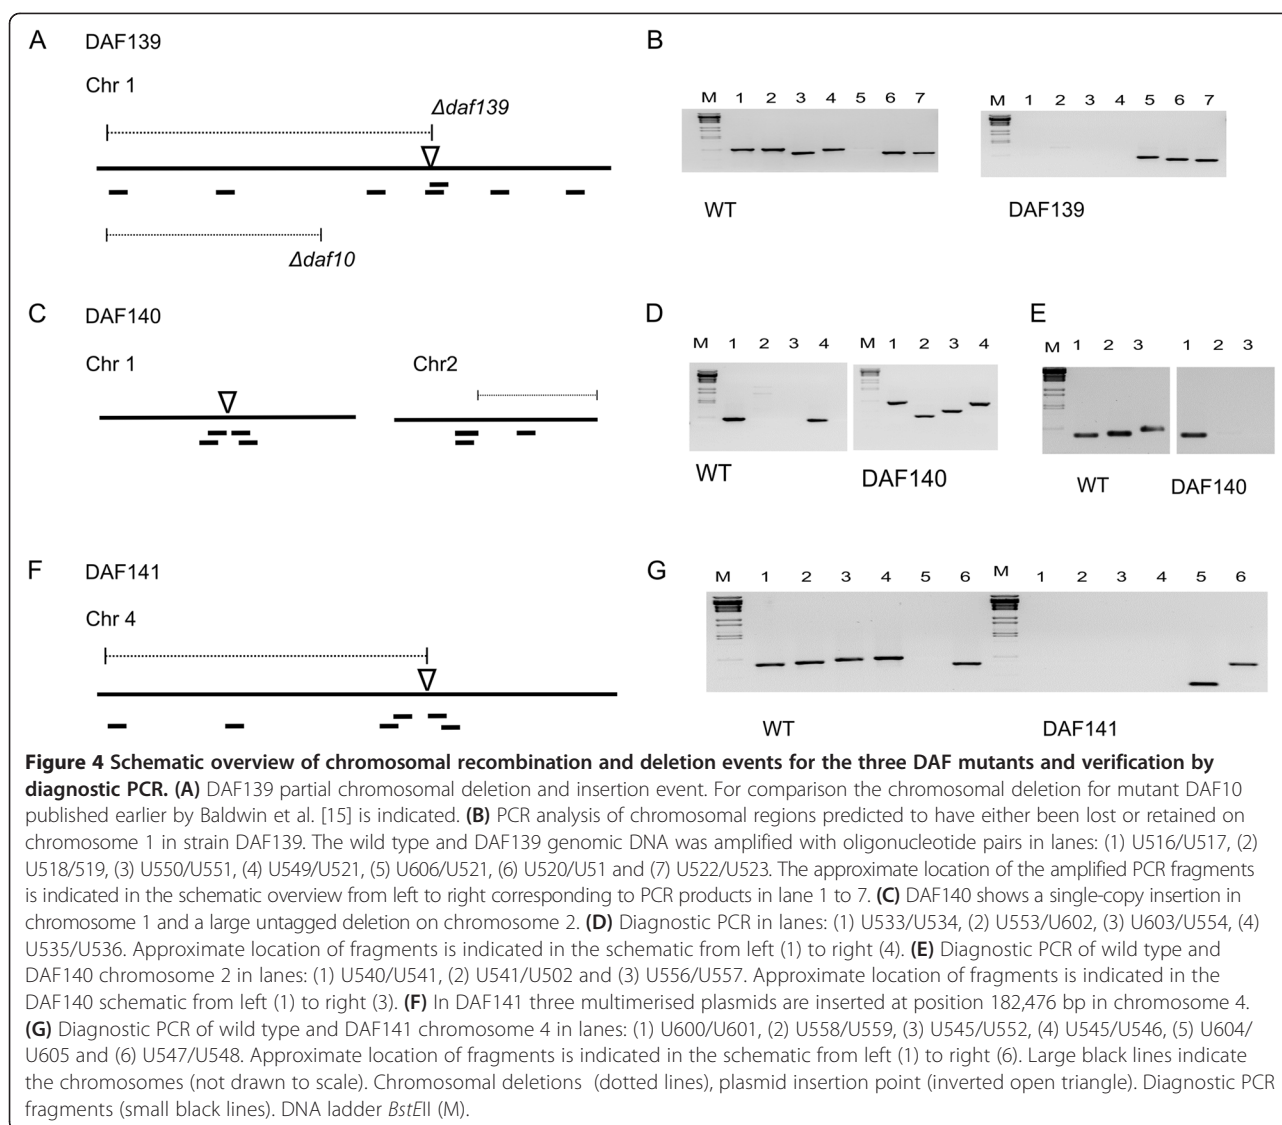 A DAF139
Chr 1
Δdaf139
Δdaf10
B
M 1 2 3 4 5 6 7
WT
M 1 2 3 4 5 6 7
DAF139
C DAF140
Chr 1
Chr2
D
M 1 2 3 4
WT
M 1 2 3 4
DAF140
E
M 1 2 3
WT
1 2 3
DAF140
F DAF141
Chr 4
G
M 1 2 3 4 5 6
WT
M 1 2 3 4 5 6
DAF141
Figure 4 Schematic overview of chromosomal recombination and deletion events for the three DAF mutants and verification by
diagnostic PCR. (A) DAF139 partial chromosomal deletion and insertion event. For comparison the chromosomal deletion for mutant DAF10
published earlier by Baldwin et al. [15] is indicated. (B) PCR analysis of chromosomal regions predicted to have either been lost or retained on
chromosome 1 in strain DAF139. The wild type and DAF139 genomic DNA was amplified with oligonucleotide pairs in lanes: (1) U516/U517, (2)
U518/519, (3) U550/U551, (4) U549/U521, (5) U606/U521, (6) U520/U51 and (7) U522/U523. The approximate location of the amplified PCR fragments
is indicated in the schematic overview from left to right corresponding to PCR products in lane 1 to 7. (C) DAF140 shows a single-copy insertion in
chromosome 1 and a large untagged deletion on chromosome 2. (D) Diagnostic PCR in lanes: (1) U533/U534, (2) U553/U602, (3) U603/U554, (4)
U535/U536. Approximate location of fragments is indicated in the schematic from left (1) to right (4). (E) Diagnostic PCR of wild type and
DAF140 chromosome 2 in lanes: (1) U540/U541, (2) U541/U502 and (3) U556/U557. Approximate location of fragments is indicated in the
DAF140 schematic from left (1) to right (3). (F) In DAF141 three multimerised plasmids are inserted at position 182,476 bp in chromosome 4.
(G) Diagnostic PCR of wild type and DAF141 chromosome 4 in lanes: (1) U600/U601, (2) U558/U559, (3) U545/U552, (4) U545/U546, (5) U604/
U605 and (6) U547/U548. Approximate location of fragments is indicated in the schematic from left (1) to right (6). Large black lines indicate
the chromosomes (not drawn to scale). Chromosomal deletions (dotted lines), plasmid insertion point (inverted open triangle). Diagnostic PCR
fragments (small black lines). DNA ladder BstEII (M).